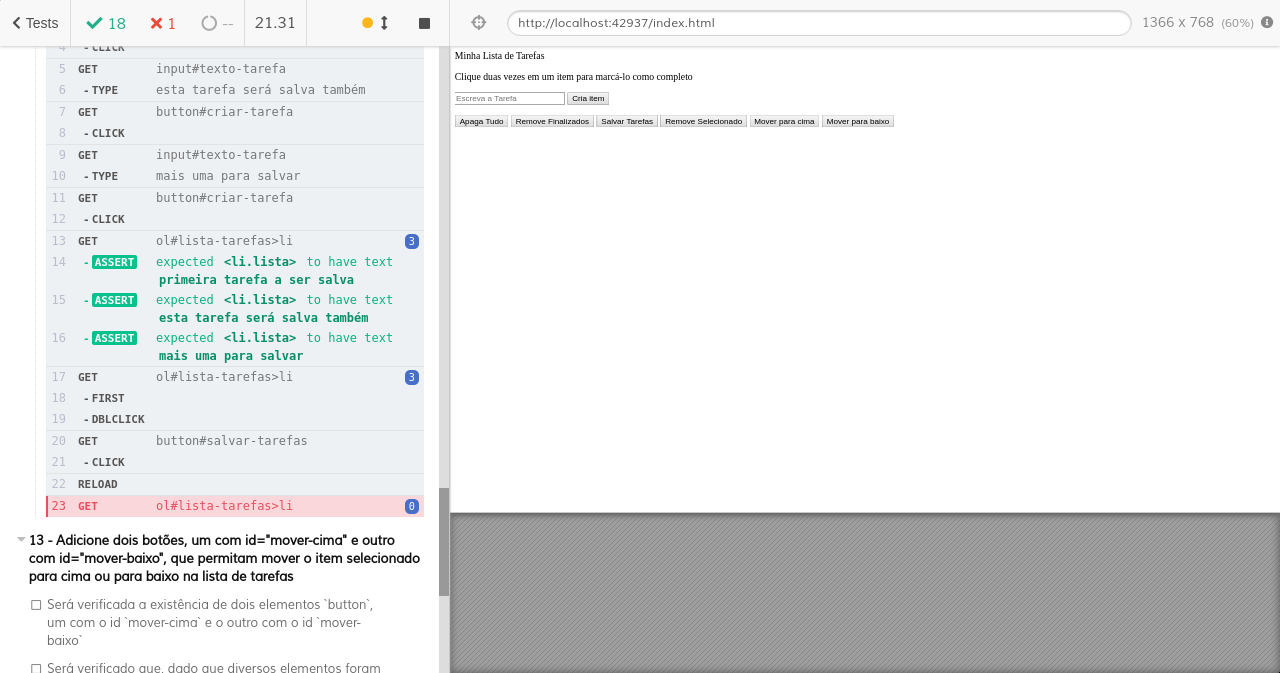 Tests
18
1
--
21.31
http://localhost:42937/index.html
1366 x 768 (60%)
4 -CLICK
5 GET input#texto-tarefa
6 -TYPE esta tarefa será salva também
7 GET button#criar-tarefa
8 -CLICK
9 GET input#texto-tarefa
10 -TYPE mais uma para salvar
11 GET button#criar-tarefa
12 -CLICK
13 GET ol#lista-tarefas>li 3
14 -ASSERT expected <li.lista> to have text
primeira tarefa a ser salva
15 -ASSERT expected <li.lista> to have text
esta tarefa será salva também
16 -ASSERT expected <li.lista> to have text
mais uma para salvar
17 GET ol#lista-tarefas>li 3
18 -FIRST
19 -DBLCLICK
20 GET button#salvar-tarefas
21 -CLICK
22 RELOAD
23 GET ol#lista-tarefas>li 0
13 - Adicione dois botões, um com id="mover-cima" e outro
com id="mover-baixo", que permitam mover o item selecionado
para cima ou para baixo na lista de tarefas
Será verificada a existência de dois elementos `button`,
um com o id `mover-cima` e o outro com o id `mover-
baixo`
Será verificado que, dado que diversos elementos foram
Minha Lista de Tarefas
Clique duas vezes em um item para marcá-lo como completo
Escreva a Tarefa Cria item
Apaga Tudo Remove Finalizados Salvar Tarefas Remove Selecionado Mover para cima Mover para baixo